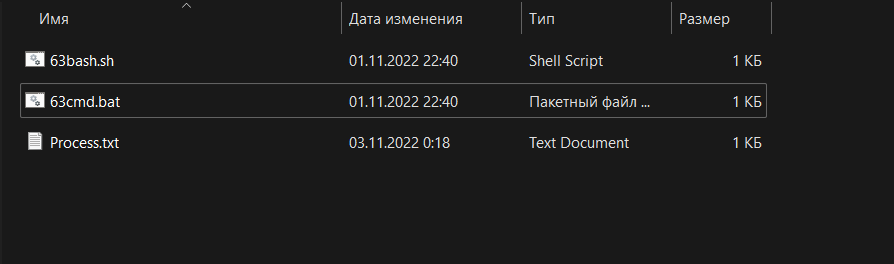 Имя Дата изменения Тип Размер
63bash.sh 01.11.2022 22:40 Shell Script 1 КБ
63cmd.bat 01.11.2022 22:40 Пакетный файл ... 1 КБ
Process.txt 03.11.2022 0:18 Text Document 1 КБ